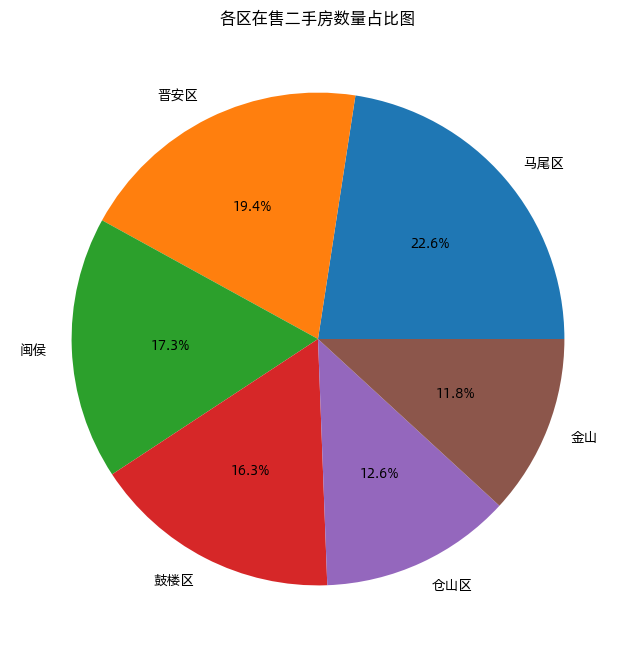 各区在售二手房数量占比图
晋安区
马尾区
19.4%
22.6%
闽侯
17.3%
11.8%
金山
16.3%
12.6%
鼓楼区
仓山区